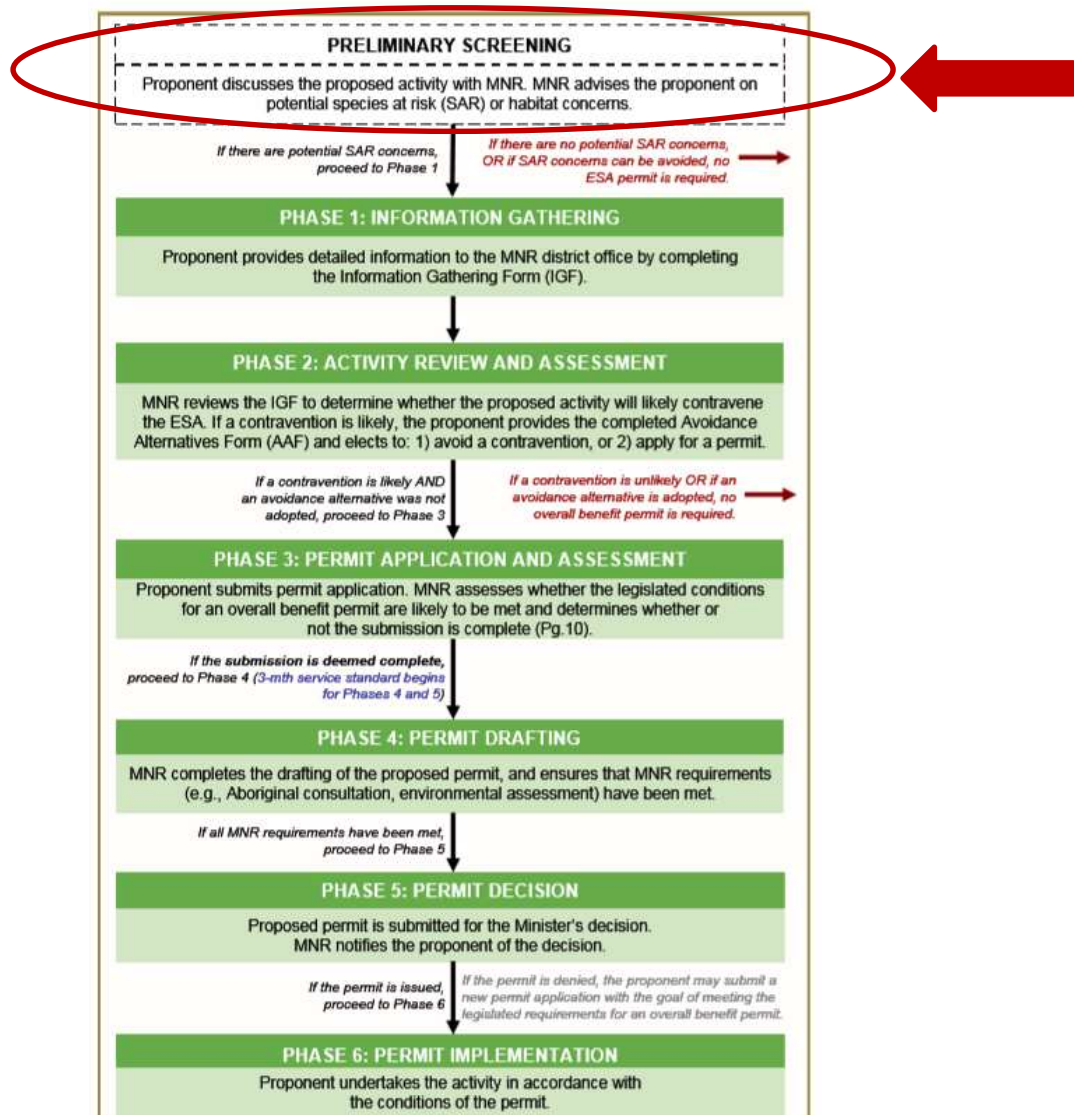 PRELIMINARY SCREENING
Proponent discusses the proposed activity with MNR. MNR advises the proponent on
potential species at risk (SAR) or habitat concerns.
If there are potential SAR concerns,
proceed to Phase 1
If there are no potential SAR concerns,
OR if SAR concerns can be avoided, no
ESA permit is required.
PHASE 1: INFORMATION GATHERING
Proponent provides detailed information to the MNR district office by completing
the Information Gathering Form (IGF).
PHASE 2: ACTIVITY REVIEW AND ASSESSMENT
MNR reviews the IGF to determine whether the proposed activity will likely contravene
the ESA. If a contravention is likely, the proponent provides the completed Avoidance
Alternatives Form (AAF) and elects to: 1) avoid a contravention, or 2) apply for a permit.
If a contravention is likely AND
an avoidance alternative was not
adopted, proceed to Phase 3
If a contravention is unlikely OR if an
avoidance alternative is adopted, no
overall benefit permit is required.
PHASE 3: PERMIT APPLICATION AND ASSESSMENT
Proponent submits permit application. MNR assesses whether the legislated conditions
for an overall benefit permit are likely to be met and determines whether or
not the submission is complete (Pg.10).
If the submission is deemed complete,
proceed to Phase 4 (3-mth service standard begins
for Phases 4 and 5)
PHASE 4: PERMIT DRAFTING
MNR completes the drafting of the proposed permit, and ensures that MNR requirements
(e.g., Aboriginal consultation, environmental assessment) have been met.
If all MNR requirements have been met,
proceed to Phase 5
PHASE 5: PERMIT DECISION
Proposed permit is submitted for the Minister's decision.
MNR notifies the proponent of the decision.
If the permit is issued,
proceed to Phase 6
If the permit is denied, the proponent may submit a
new permit application with the goal of meeting the
legislated requirements for an overall benefit permit.
PHASE 6: PERMIT IMPLEMENTATION
Proponent undertakes the activity in accordance with
the conditions of the permit.